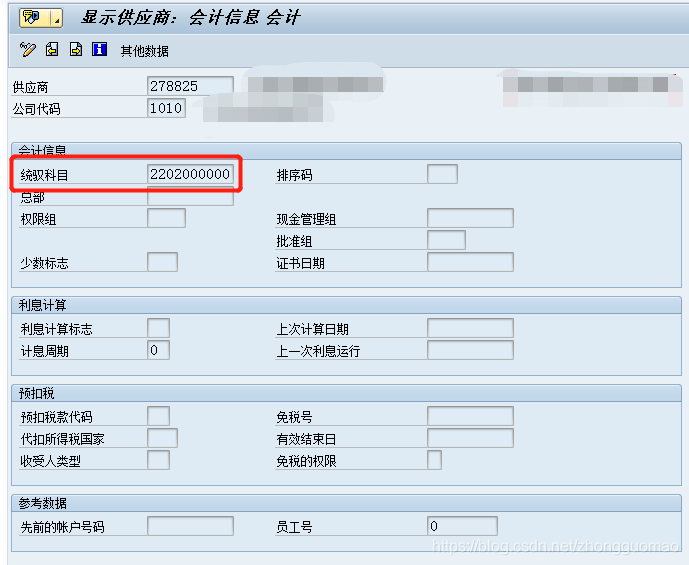 显示供应商: 会计信息 会计
其他数据
供应商 278825
公司代码 1010
会计信息
统驭科目 2202000000 排序码
总部
权限组 现金管理组
批准组
少数标志 证书日期
利息计算
利息计算标志 上次计算日期
计息周期 0 上一次利息运行
预扣税
预扣税款代码 免税号
代扣所得税国家 有效结束日
收受人类型 免税的权限
参考数据
先前的帐户号码 员工号 0
https://blog.csdn.net/zhongguomao